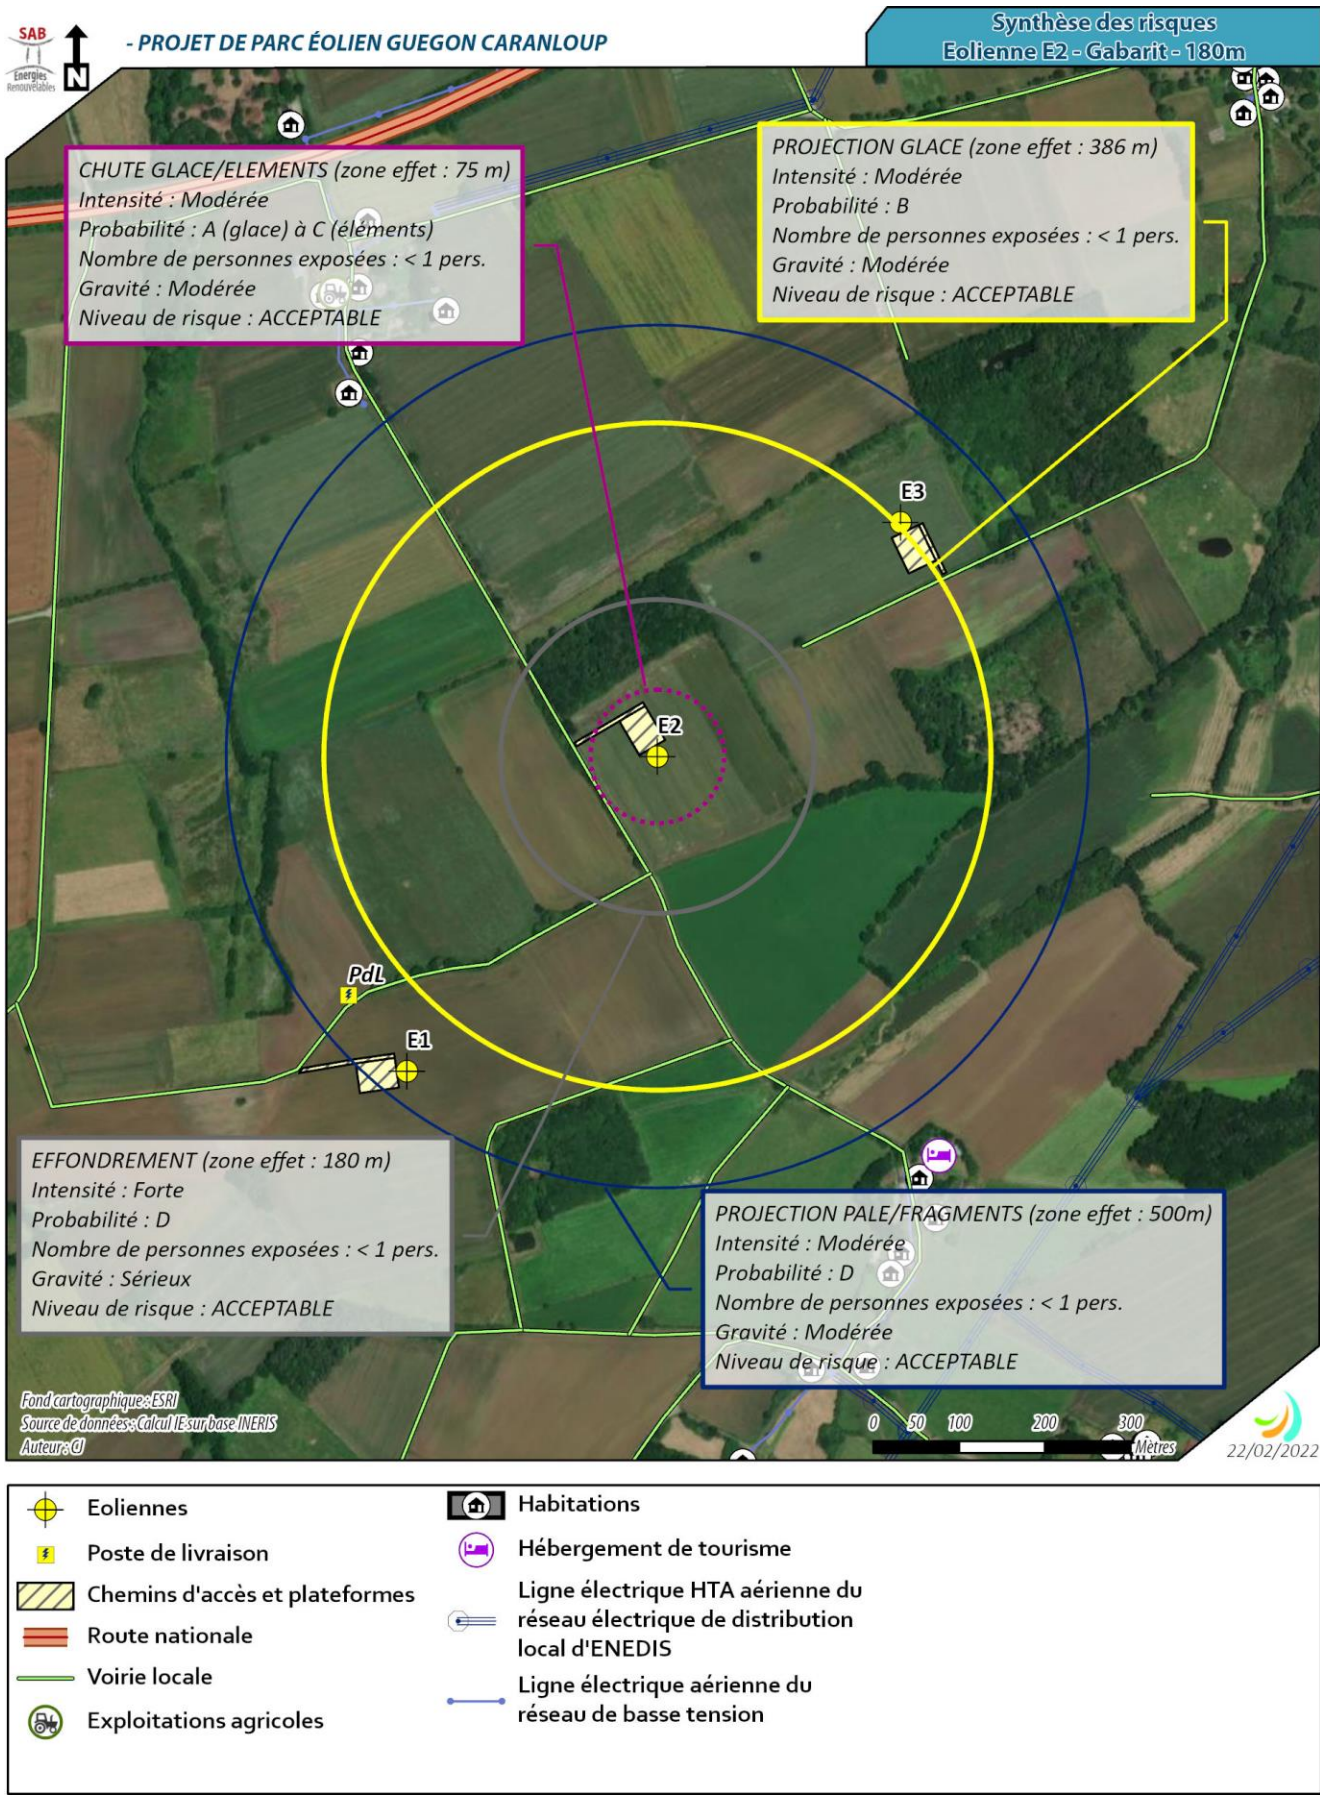 SAB
Energies
Renouvelables
N
- PROJET DE PARC ÉOLIEN GUEGON CARANLOUP
Synthèse des risques
Eolienne E2 - Gabarit - 180m
CHUTE GLACE/ELEMENTS (zone effet : 75 m)
Intensité : Modérée
Probabilité : A (glace) à C (éléments)
Nombre de personnes exposées : < 1 pers.
Gravité : Modérée
Niveau de risque : ACCEPTABLE
PROJECTION GLACE (zone effet : 386 m)
Intensité : Modérée
Probabilité : B
Nombre de personnes exposées : < 1 pers.
Gravité : Modérée
Niveau de risque : ACCEPTABLE
E3
E2
PdL
E1
EFFONDREMENT (zone effet : 180 m)
Intensité : Forte
Probabilité : D
Nombre de personnes exposées : < 1 pers.
Gravité : Sérieux
Niveau de risque : ACCEPTABLE
PROJECTION PALE/FRAGMENTS (zone effet : 500m)
Intensité : Modérée
Probabilité : D
Nombre de personnes exposées : < 1 pers.
Gravité : Modérée
Niveau de risque : ACCEPTABLE
Fond cartographique : ESRI
Source de données : Calcul IE sur base INERIS
Auteur : CJ
0 50 100 200 300
Mètres
22/02/2022
Eoliennes
Poste de livraison
Chemins d'accès et plateformes
Route nationale
Voirie locale
Exploitations agricoles
Habitations
Hébergement de tourisme
Ligne électrique HTA aérienne du
réseau électrique de distribution
local d'ENEDIS
Ligne électrique aérienne du
réseau de basse tension